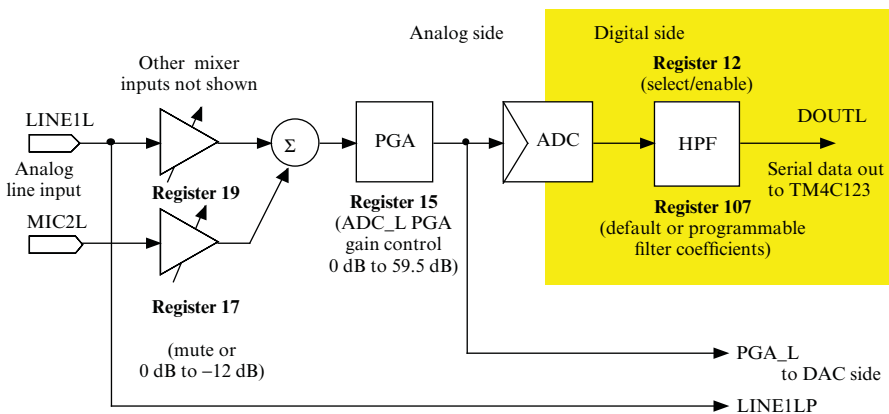 Analog side
Digital side
Other mixer
inputs not shown
Register 12
(select/enable)
LINE1L
DOUTL
Σ
PGA
ADC
HPF
Analog
line input
Register 19
Serial data out
to TM4C123
MIC2L
Register 15
(ADC_L PGA
gain control
0 dB to 59.5 dB)
Register 107
(default or programmable
filter coefficients)
Register 17
(mute or
0 dB to −12 dB)
PGA_L
to DAC side
LINE1LP